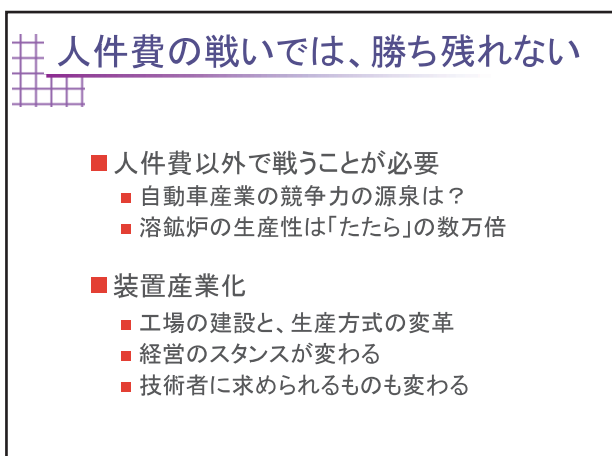 人件費の戦いでは、勝ち残れない
人件費以外で戦うことが必要
自動車産業の競争力の源泉は？
溶鉱炉の生産性は「たたら」の数万倍
装置産業化
工場の建設と、生産方式の変革
経営のスタンスが変わる
技術者に求められるものも変わる